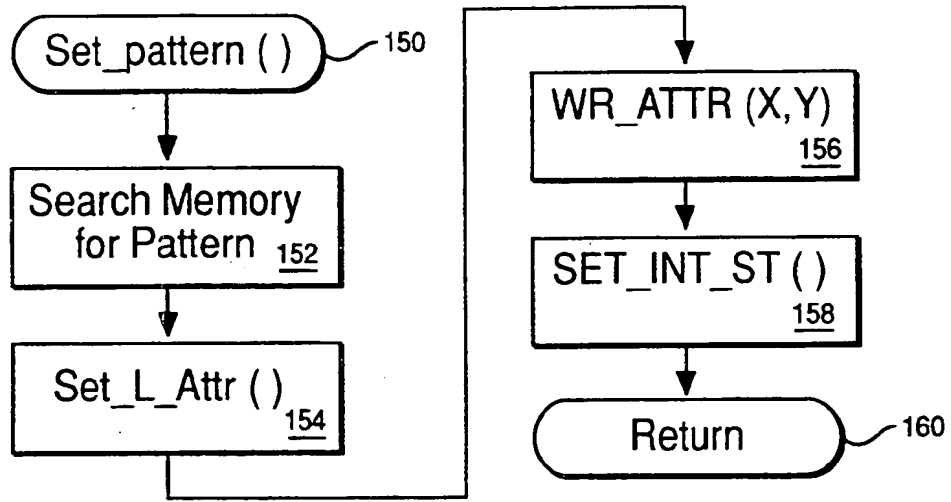 Set_pattern ( )
150
Search Memory
for Pattern 152
Set_L_Attr ( )
154
WR_ATTR (X,Y)
156
SET_INT_ST ( )
158
Return
160